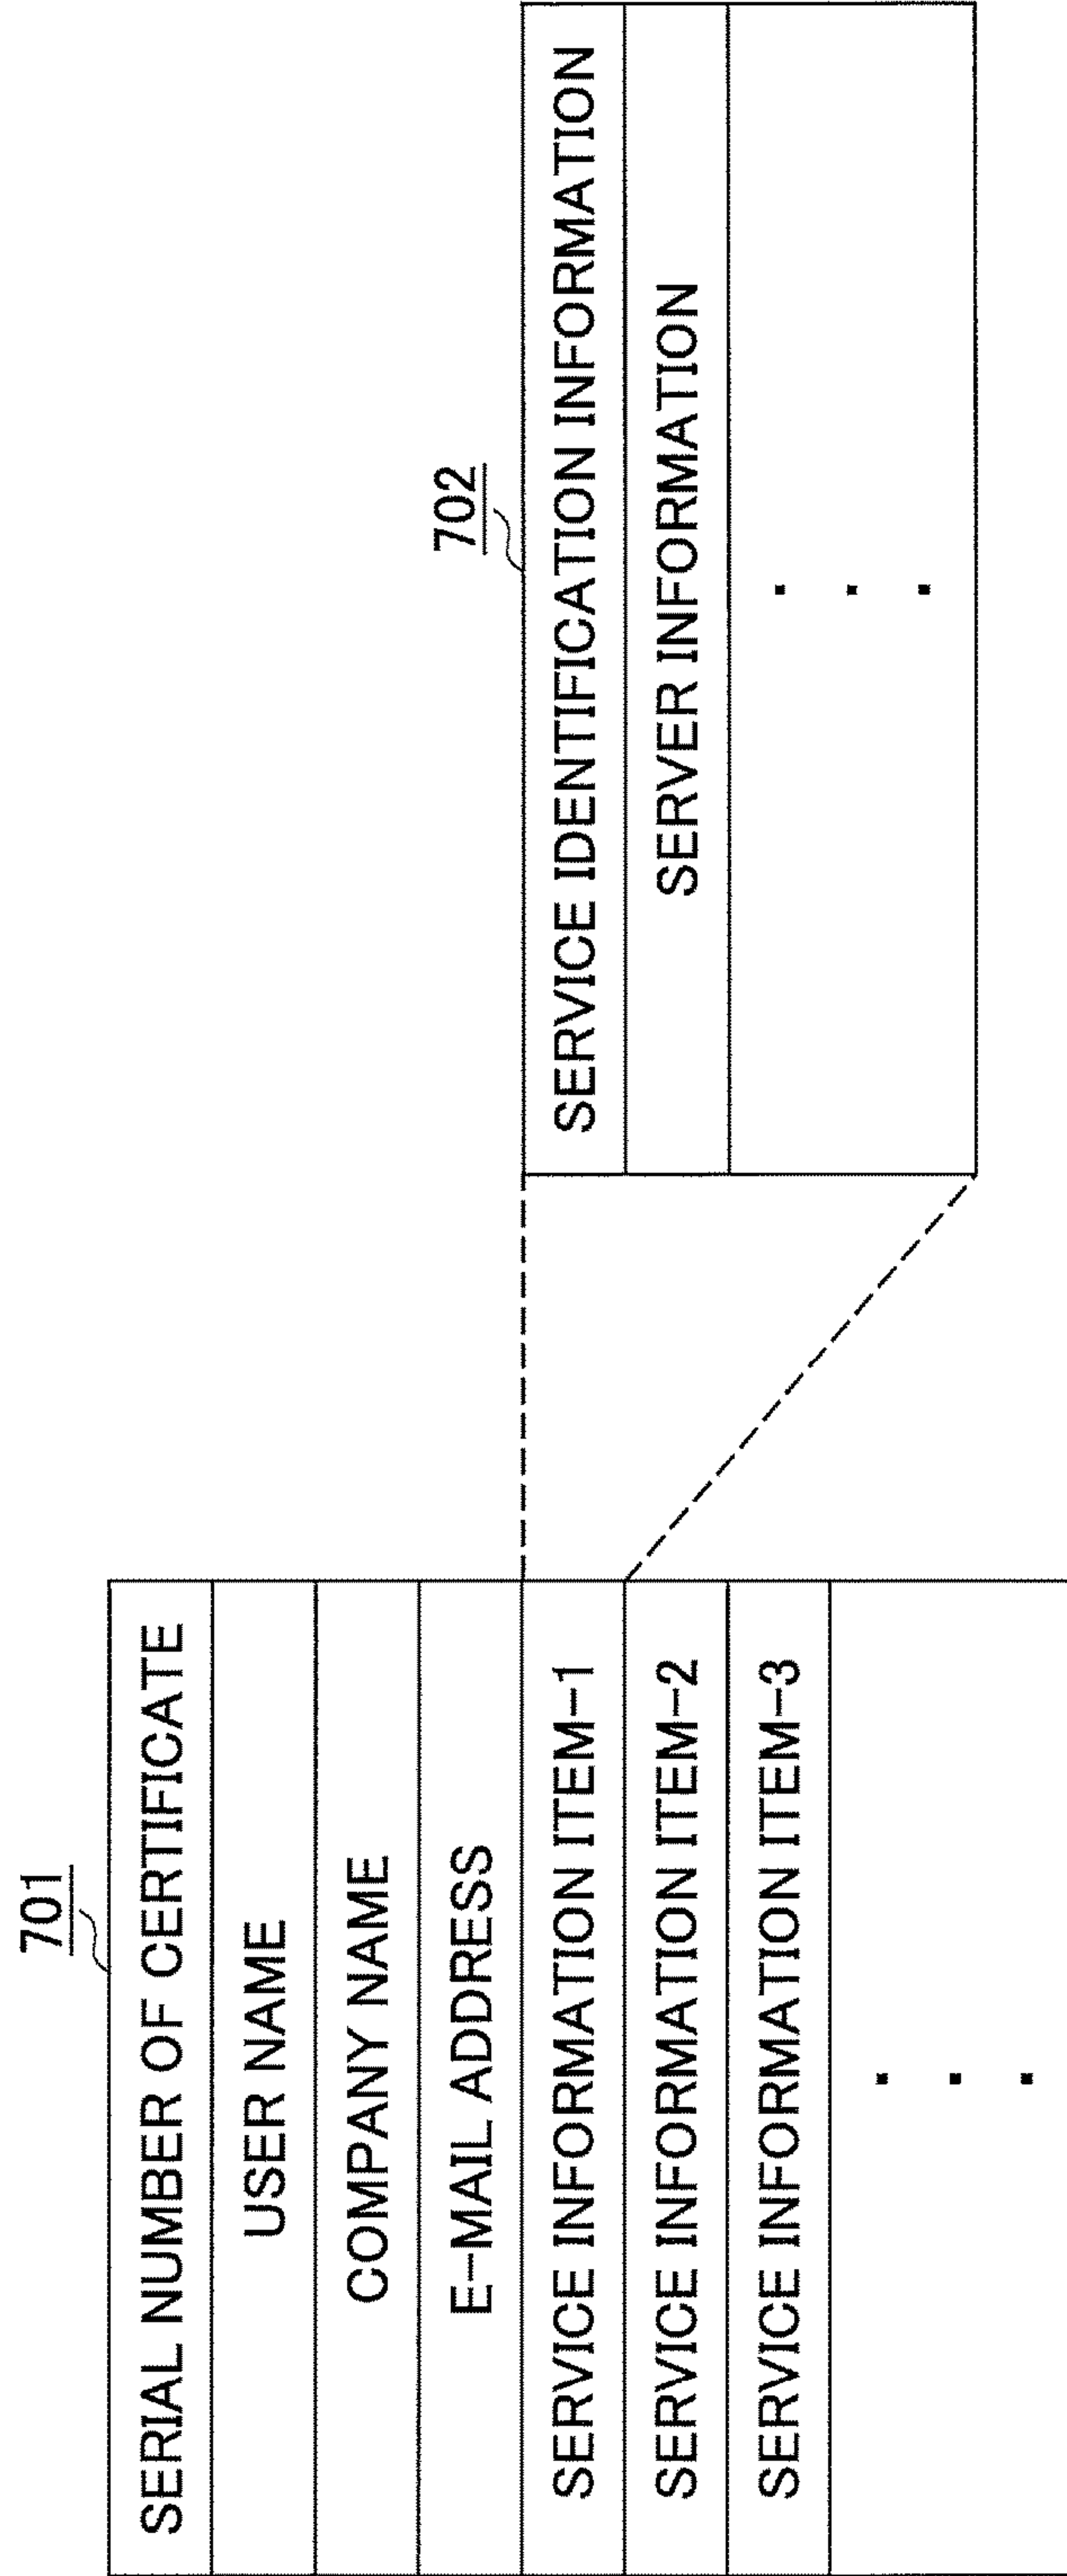 701
SERIAL NUMBER OF CERTIFICATE
USER NAME
COMPANY NAME
E-MAIL ADDRESS
SERVICE INFORMATION ITEM-1
SERVICE INFORMATION ITEM-2
SERVICE INFORMATION ITEM-3
702
SERVICE IDENTIFICATION INFORMATION
SERVER INFORMATION